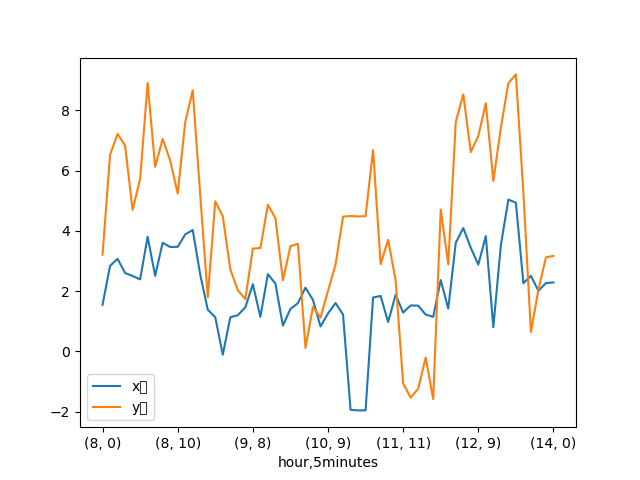 8
6
4
2
0
−2
x
y
(8, 0) (8, 10) (9, 8) (10, 9) (11, 11) (12, 9) (14, 0)
hour,5minutes